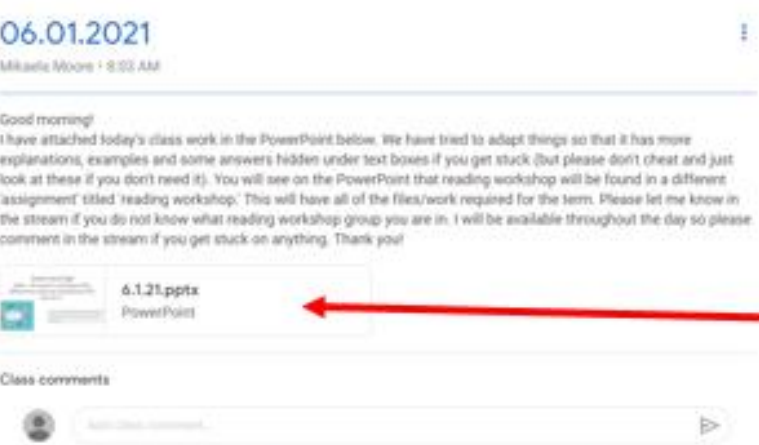 06.01.2021
Mikaela Moore • 8:03 AM
Good morning!
I have attached today's class work in the PowerPoint below. We have tried to adapt things so that it has more
explanations, examples and some answers hidden under text boxes if you get stuck (but please don't cheat and just
look at these if you don't need it). You will see on the PowerPoint that reading workshop will be found in a different
'assignment' titled 'reading workshop.' This will have all of the files/work required for the term. Please let me know in
the stream if you do not know what reading workshop group you are in. I will be available throughout the day so please
comment in the stream if you get stuck on anything. Thank you!
6.1.21.pptx
PowerPoint
Class comments
Add class comment...